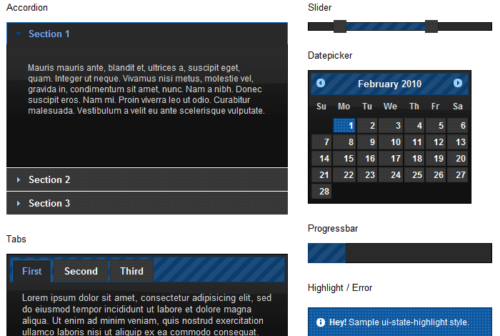 Accordion
Section 1
Mauris mauris ante, blandit et, ultrices a, suscipit eget,
quam. Integer ut neque. Vivamus nisi metus, molestie vel,
gravida in, condimentum sit amet, nunc. Nam a nibh. Donec
suscipit eros. Nam mi. Proin viverra leo ut odio. Curabitur
malesuada. Vestibulum a velit eu ante scelerisque vulputate.
Section 2
Section 3
Tabs
First Second Third
Lorem ipsum dolor sit amet, consectetur adipisicing elit, sed
do eiusmod tempor incididunt ut labore et dolore magna
aliqua. Ut enim ad minim veniam, quis nostrud exercitation
ullamco laboris nisi ut aliquip ex ea commodo consequat.
Slider
Datepicker
February 2010
Su Mo Tu We Th Fr Sa
1 2 3 4 5 6
7 8 9 10 11 12 13
14 15 16 17 18 19 20
21 22 23 24 25 26 27
28
Progressbar
Highlight / Error
Hey! Sample ui-state-highlight style.